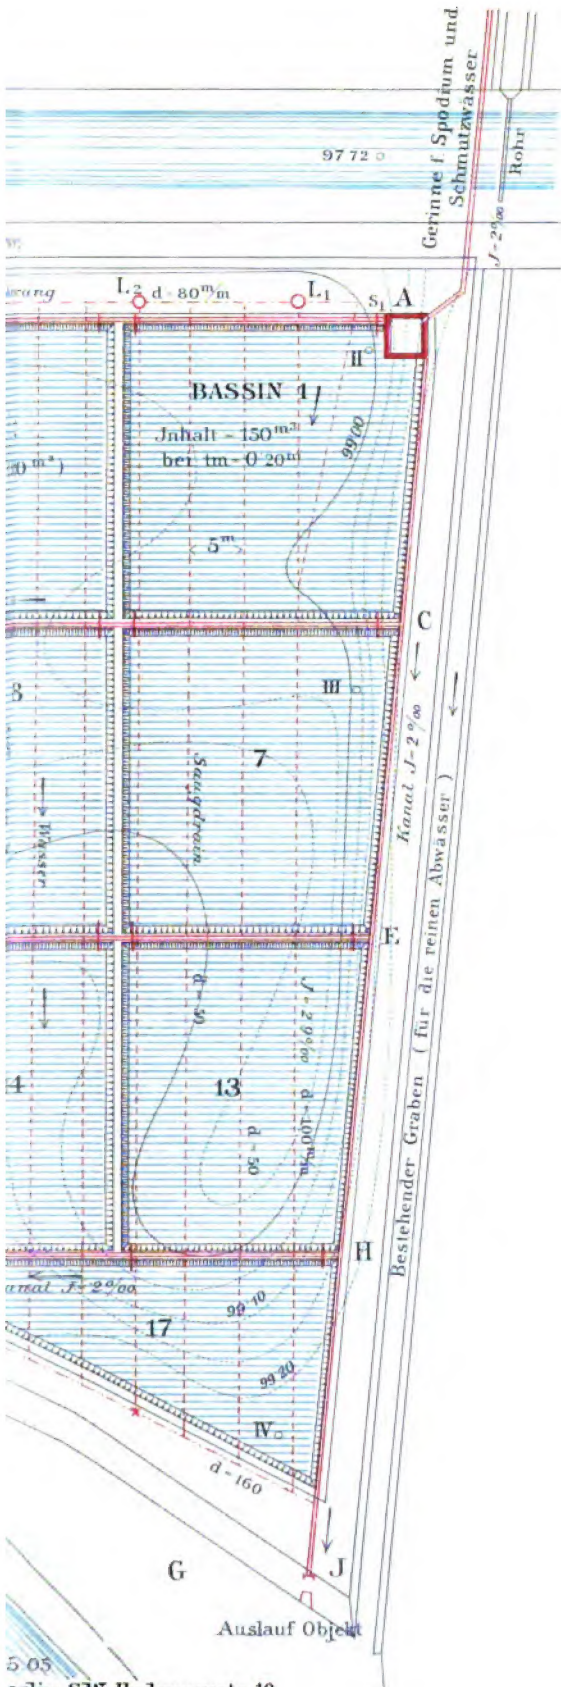 Gerinne f. Spodium und
Schmutzwässer
Rohr
97 72
J-2‰
L2 d-80 m/m L1 S1 A
II
BASSIN 1
Jnhalt - 150 m3
bei tm-0 20 m
99'00
5 m
C
III
8
7
Saugdrain
Wasser
Kanal J-2‰
Bestehender Graben (für die reinen Abwässer)
E
d-50
J-2 9‰ d-100 m/m
13
d-50
H
Kanal J-2‰
17
99 10
99 20
IV
d-160
G
J
Auslauf Objekt
5 05